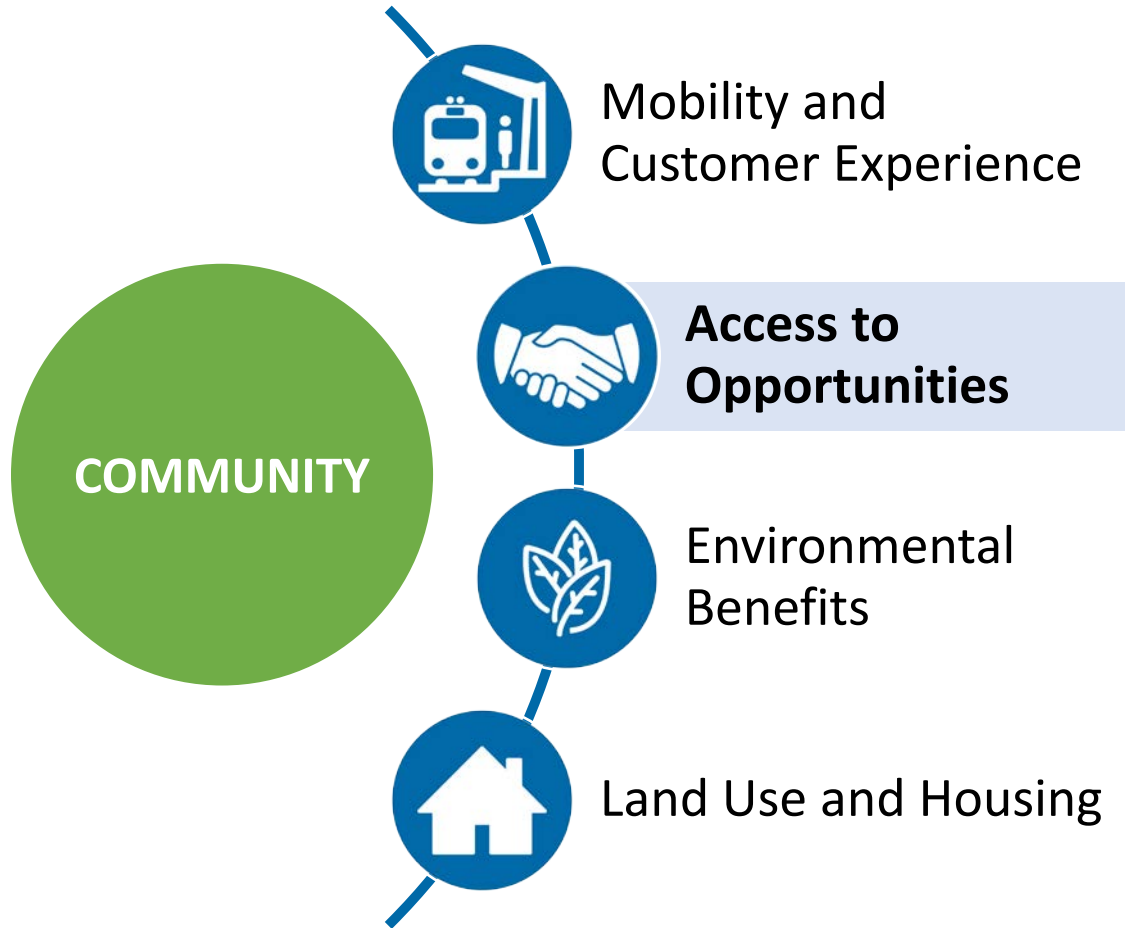 Mobility and
Customer Experience
Access to
Opportunities
COMMUNITY
Environmental
Benefits
Land Use and Housing